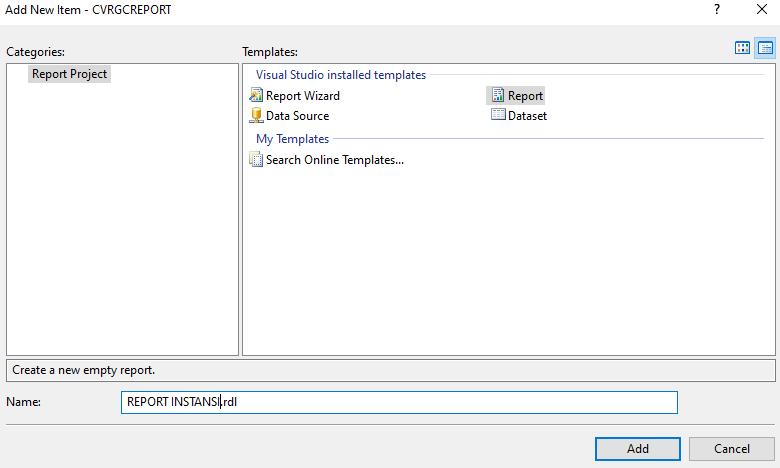 Add New Item - CVRGCREPORT
?
Categories:
Templates:
Report Project
Visual Studio installed templates
Report Wizard
Report
Data Source
Dataset
My Templates
Search Online Templates...
Create a new empty report.
Name:
REPORT INSTANSI.rdl
Add
Cancel